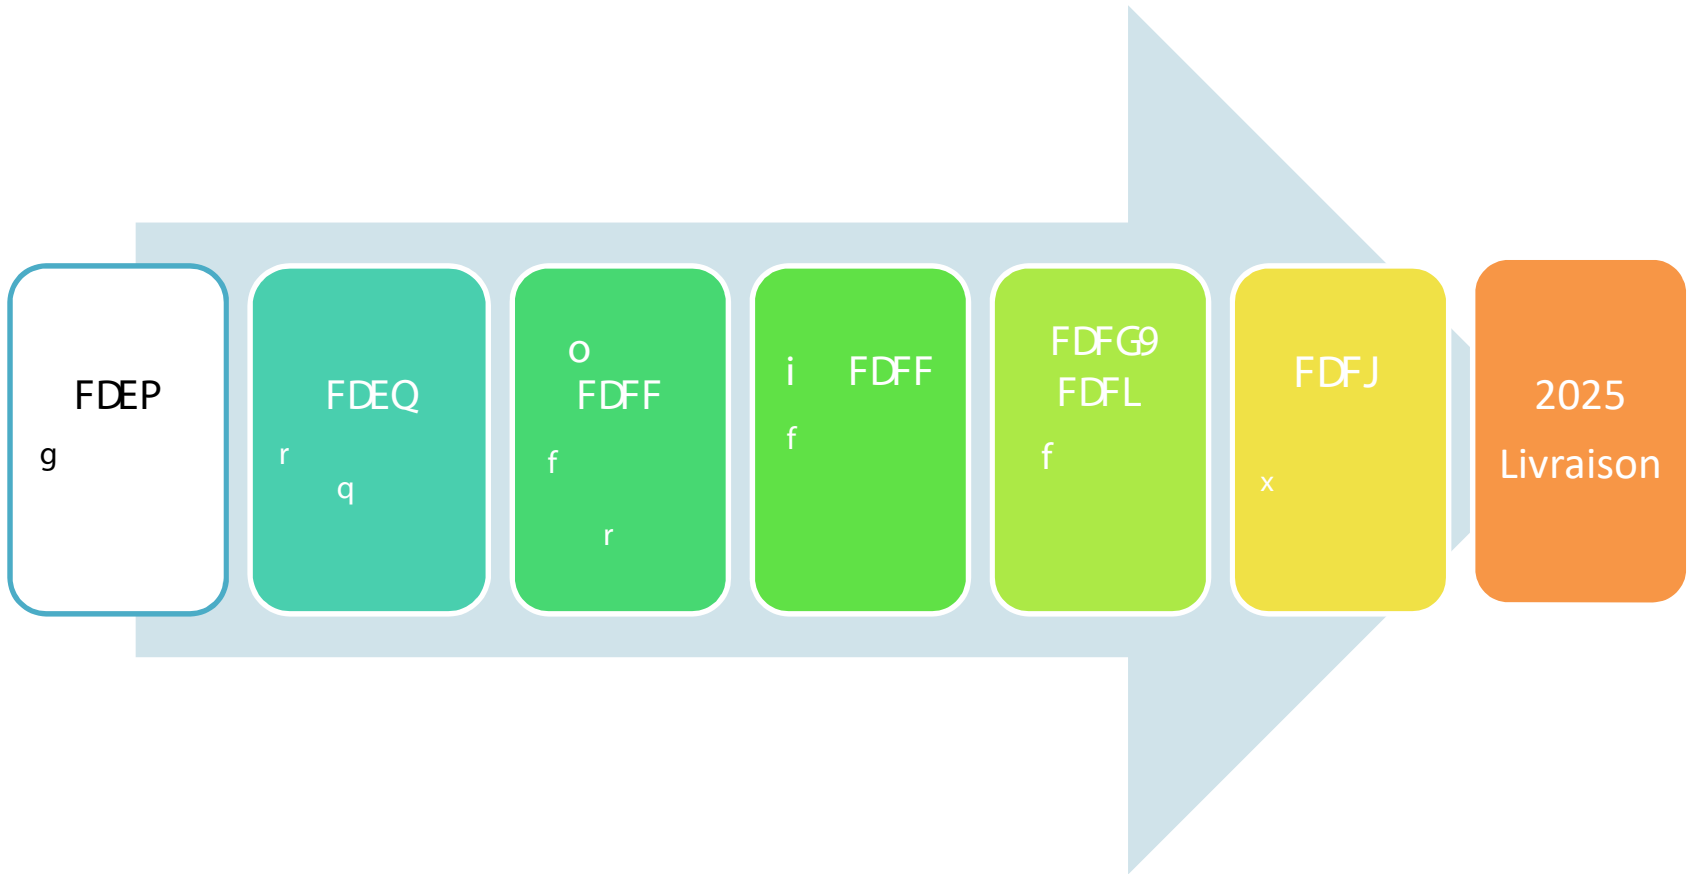 FDEP
g
FDEQ
r
q
o
FDFF
f
r
i FDFF
f
FDFG9
FDFL
f
FDFJ
x
2025
Livraison